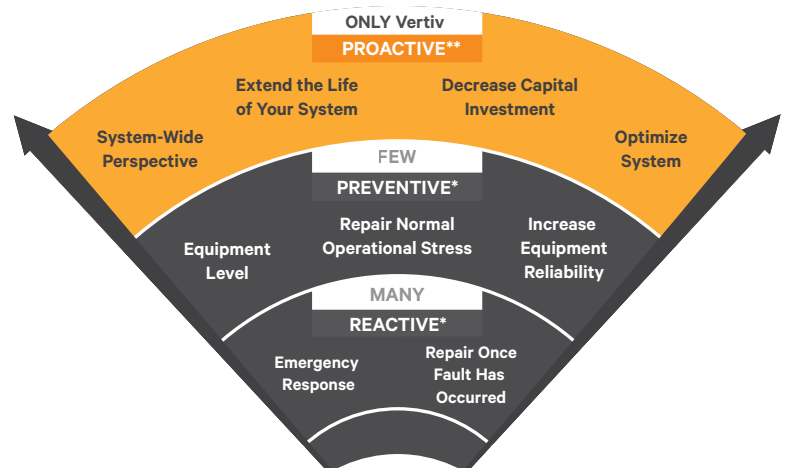 ONLY Vertiv
PROACTIVE**
Extend the Life
of Your System
Decrease Capital
Investment
System-Wide
Perspective
Optimize
System
FEW
PREVENTIVE*
Repair Normal
Operational Stress
Increase
Equipment
Reliability
Equipment
Level
MANY
REACTIVE*
Emergency
Response
Repair Once
Fault Has
Occurred